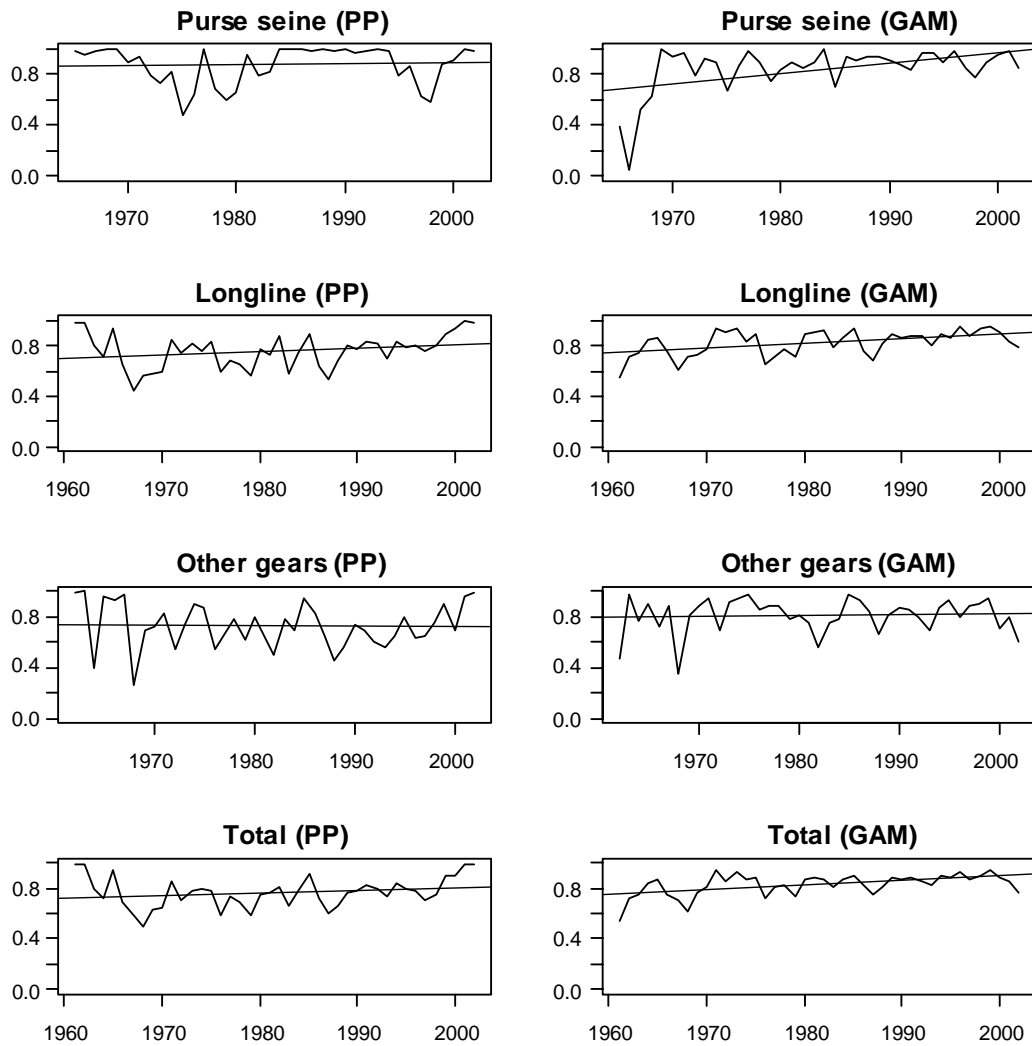 Purse seine (PP)
Purse seine (GAM)
0.8
0.4
0.0
1970 1980 1990 2000
0.8
0.4
0.0
1970 1980 1990 2000
Longline (PP)
Longline (GAM)
0.8
0.4
0.0
1960 1970 1980 1990 2000
0.8
0.4
0.0
1960 1970 1980 1990 2000
Other gears (PP)
Other gears (GAM)
0.8
0.4
0.0
1970 1980 1990 2000
0.8
0.4
0.0
1970 1980 1990 2000
Total (PP)
Total (GAM)
0.8
0.4
0.0
1960 1970 1980 1990 2000
0.8
0.4
0.0
1960 1970 1980 1990 2000